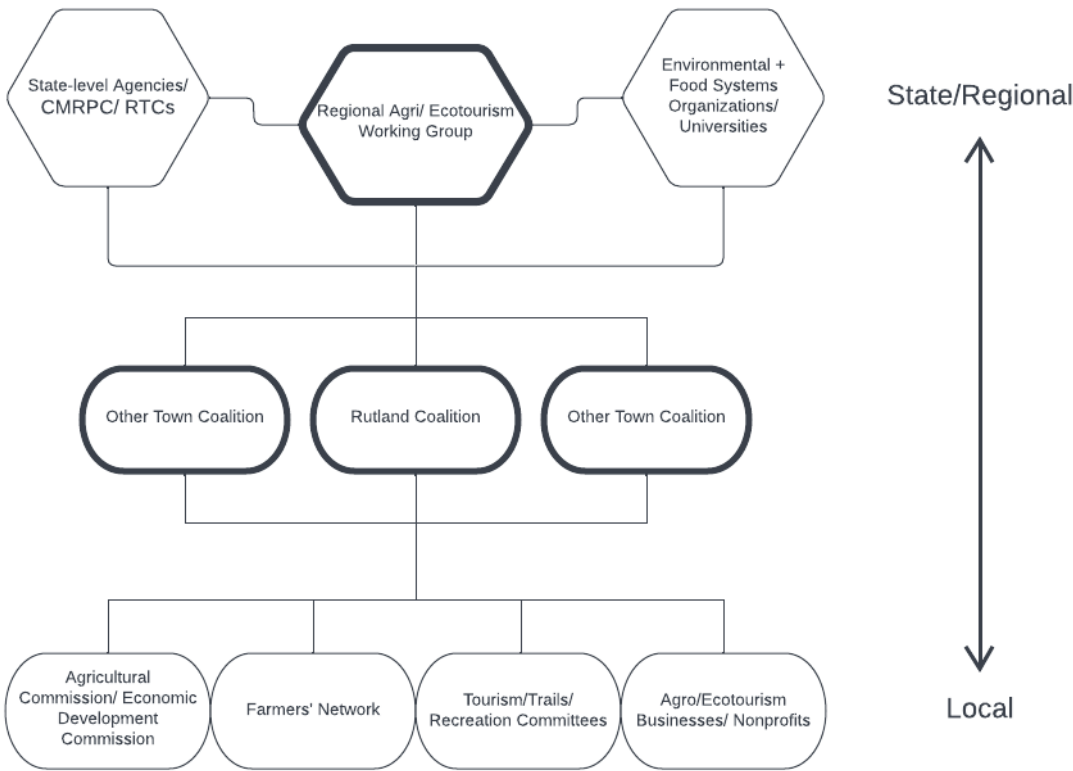 State-level Agencies/
CMRPC/ RTCs
Regional Agri/ Ecotourism
Working Group
Environmental +
Food Systems
Organizations/
Universities
State/Regional
Other Town Coalition
Rutland Coalition
Other Town Coalition
Agricultural
Commission/ Economic
Development
Commission
Farmers' Network
Tourism/Trails/
Recreation Committees
Agro/Ecotourism
Businesses/ Nonprofits
Local